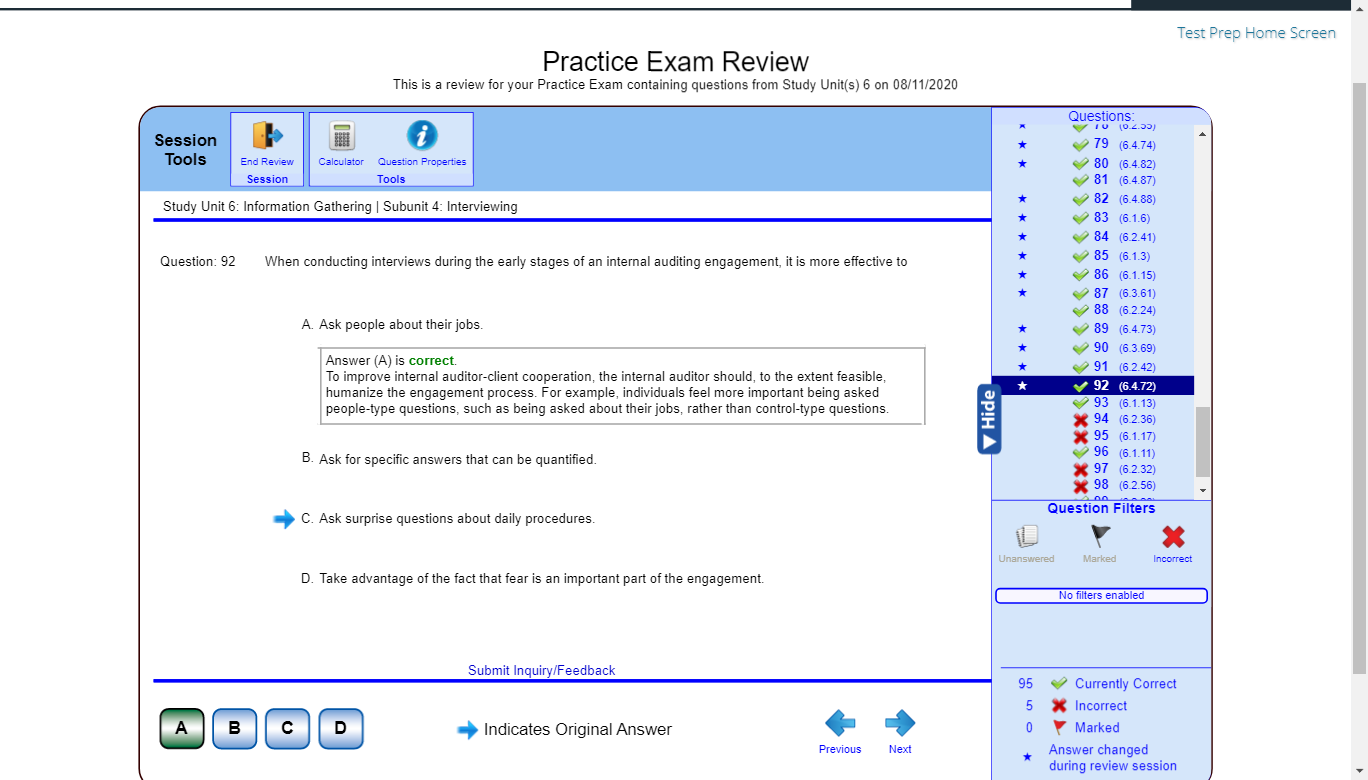 Test Prep Home Screen
Practice Exam Review
This is a review for your Practice Exam containing questions from Study Unit(s) 6 on 08/11/2020
Session Tools
End Review
Session
Calculator
Question Properties
Tools
Study Unit 6: Information Gathering | Subunit 4: Interviewing
Question: 92
When conducting interviews during the early stages of an internal auditing engagement, it is more effective to
A. Ask people about their jobs.
Answer (A) is correct.
To improve internal auditor-client cooperation, the internal auditor should, to the extent feasible,
humanize the engagement process. For example, individuals feel more important being asked
people-type questions, such as being asked about their jobs, rather than control-type questions.
B. Ask for specific answers that can be quantified.
C. Ask surprise questions about daily procedures.
D. Take advantage of the fact that fear is an important part of the engagement.
Submit Inquiry/Feedback
A
B
C
D
Indicates Original Answer
Previous
Next
Hide
Questions:
78 (6.2.55)
79 (6.4.74)
80 (6.4.82)
81 (6.4.87)
82 (6.4.88)
83 (6.1.6)
84 (6.2.41)
85 (6.1.3)
86 (6.1.15)
87 (6.3.61)
88 (6.2.24)
89 (6.4.73)
90 (6.3.69)
91 (6.2.42)
92 (6.4.72)
93 (6.1.13)
94 (6.2.36)
95 (6.1.17)
96 (6.1.11)
97 (6.2.32)
98 (6.2.56)
99
Question Filters
Unanswered
Marked
Incorrect
No filters enabled
95 Currently Correct
5 Incorrect
0 Marked
Answer changed
during review session